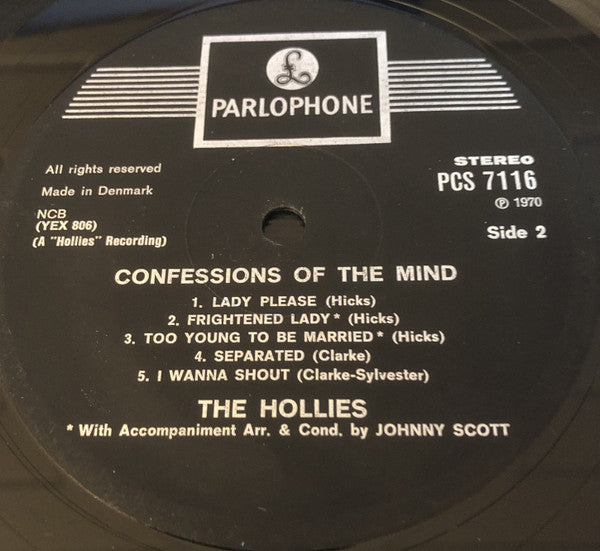 £
PARLOPHONE
All rights reserved
Made in Denmark
NCB
(YEX 806)
(A "Hollies" Recording)
STEREO
PCS 7116
Ⓟ 1970
Side 2
CONFESSIONS OF THE MIND
1. LADY PLEASE (Hicks)
2. FRIGHTENED LADY* (Hicks)
3. TOO YOUNG TO BE MARRIED* (Hicks)
4. SEPARATED (Clarke)
5. I WANNA SHOUT (Clarke-Sylvester)
THE HOLLIES
* With Accompaniment Arr. & Cond. by JOHNNY SCOTT